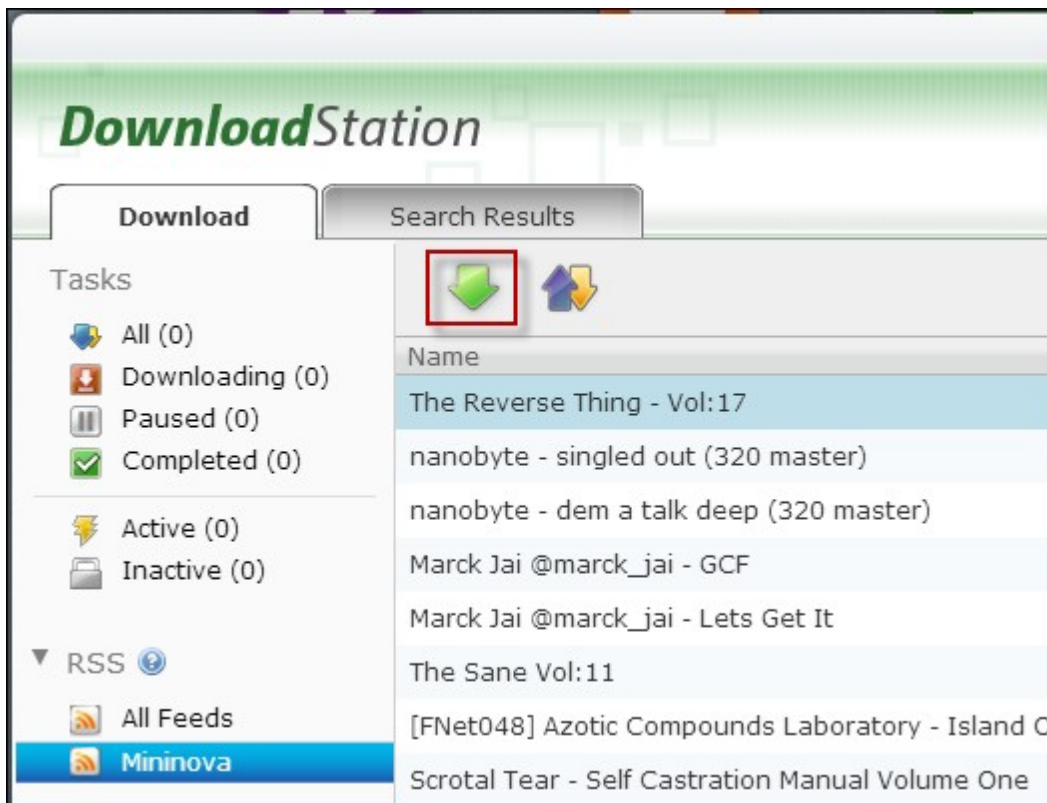 DownloadStation
Download
Search Results
Tasks
All (0)
Downloading (0)
Paused (0)
Completed (0)
Active (0)
Inactive (0)
RSS
All Feeds
Mininova
Name
The Reverse Thing - Vol:17
nanobyte - singled out (320 master)
nanobyte - dem a talk deep (320 master)
Marck Jai @marck_jai - GCF
Marck Jai @marck_jai - Lets Get It
The Sane Vol:11
[FNet048] Azotic Compounds Laboratory - Island
Scrotal Tear - Self Castration Manual Volume One